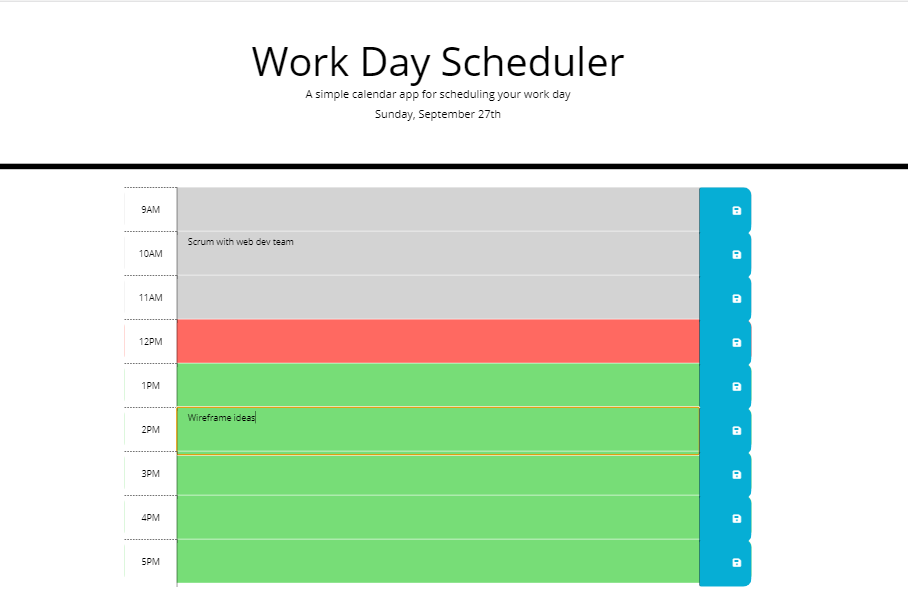 Work Day Scheduler
A simple calendar app for scheduling your work day
Sunday, September 27th
9AM
10AM Scrum with web dev team
11AM
12PM
1PM
2PM Wireframe ideas
3PM
4PM
5PM